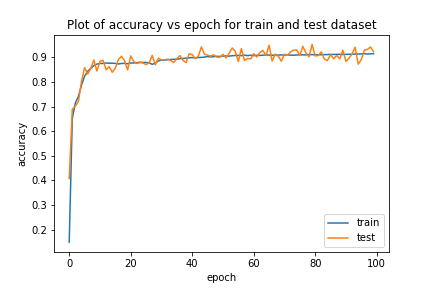 Plot of accuracy vs epoch for train and test dataset
accuracy
0.9
0.8
0.7
0.6
0.5
0.4
0.3
0.2
train
test
0
20
40
60
80
100
epoch